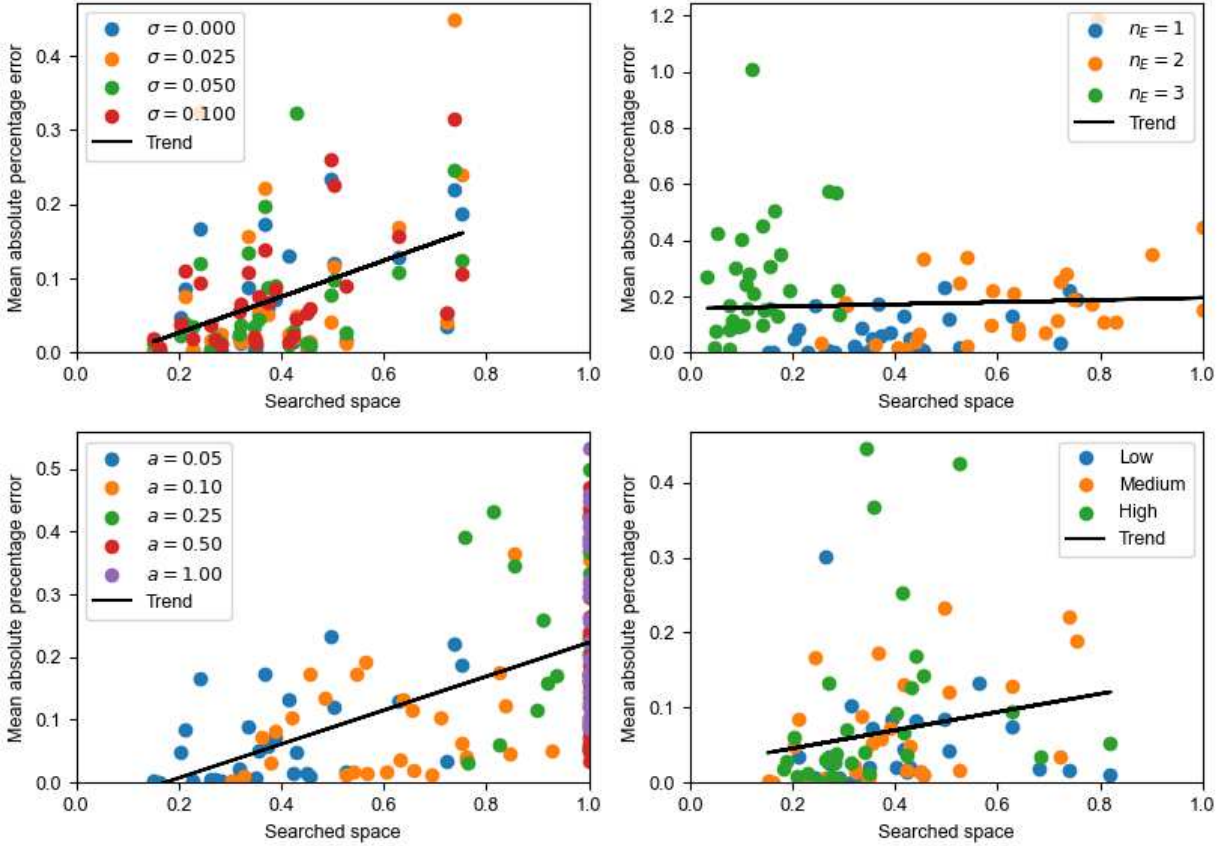 σ = 0.000
σ = 0.025
σ = 0.050
σ = 0.100
Trend
Mean absolute percentage error
0.4
0.3
0.2
0.1
0.0
0.0 0.2 0.4 0.6 0.8 1.0
Searched space
n_E = 1
n_E = 2
n_E = 3
Trend
Mean absolute percentage error
1.2
1.0
0.8
0.6
0.4
0.2
0.0
0.0 0.2 0.4 0.6 0.8 1.0
Searched space
a = 0.05
a = 0.10
a = 0.25
a = 0.50
a = 1.00
Trend
Mean absolute precentage error
0.5
0.4
0.3
0.2
0.1
0.0
0.0 0.2 0.4 0.6 0.8 1.0
Searched space
Low
Medium
High
Trend
Mean absolute percentage error
0.4
0.3
0.2
0.1
0.0
0.0 0.2 0.4 0.6 0.8 1.0
Searched space